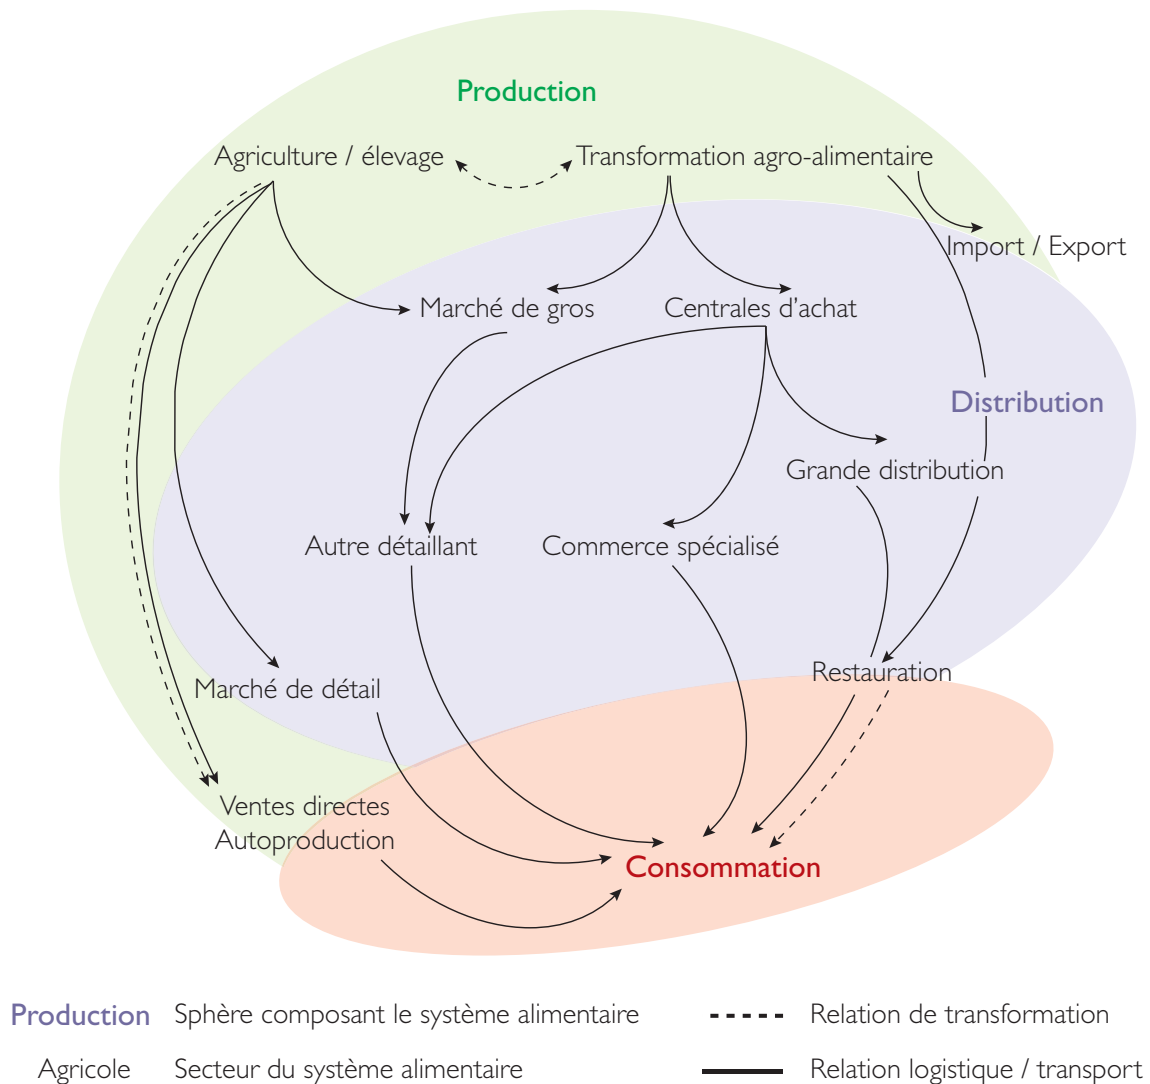 Production
Agriculture / élevage
Transformation agro-alimentaire
Import / Export
Marché de gros
Centrales d'achat
Distribution
Grande distribution
Autre détaillant
Commerce spécialisé
Restauration
Marché de détail
Ventes directes
Autoproduction
Consommation
Production Sphère composant le système alimentaire
Relation de transformation
Agricole Secteur du système alimentaire
Relation logistique / transport